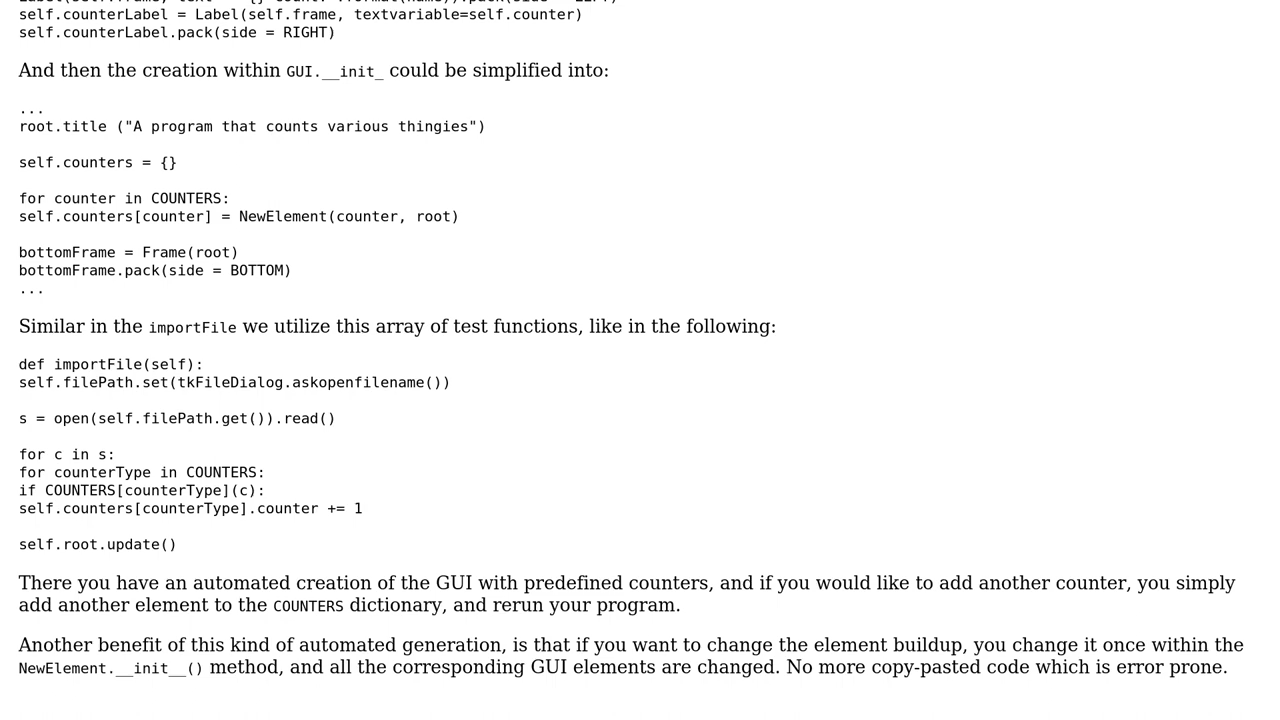 self.counterLabel = Label(self.frame, textvariable=self.counter)
self.counterLabel.pack(side = RIGHT)
And then the creation within GUI.__init_ could be simplified into:
...
root.title ("A program that counts various thingies")
self.counters = {}
for counter in COUNTERS:
self.counters[counter] = NewElement(counter, root)
bottomFrame = Frame(root)
bottomFrame.pack(side = BOTTOM)
...
Similar in the importFile we utilize this array of test functions, like in the following:
def importFile(self):
self.filePath.set(tkFileDialog.askopenfilename())
s = open(self.filePath.get()).read()
for c in s:
for counterType in COUNTERS:
if COUNTERS[counterType](c):
self.counters[counterType].counter += 1
self.root.update()
There you have an automated creation of the GUI with predefined counters, and if you would like to add another counter, you simply
add another element to the COUNTERS dictionary, and rerun your program.
Another benefit of this kind of automated generation, is that if you want to change the element buildup, you change it once within the
NewElement.__init__() method, and all the corresponding GUI elements are changed. No more copy-pasted code which is error prone.